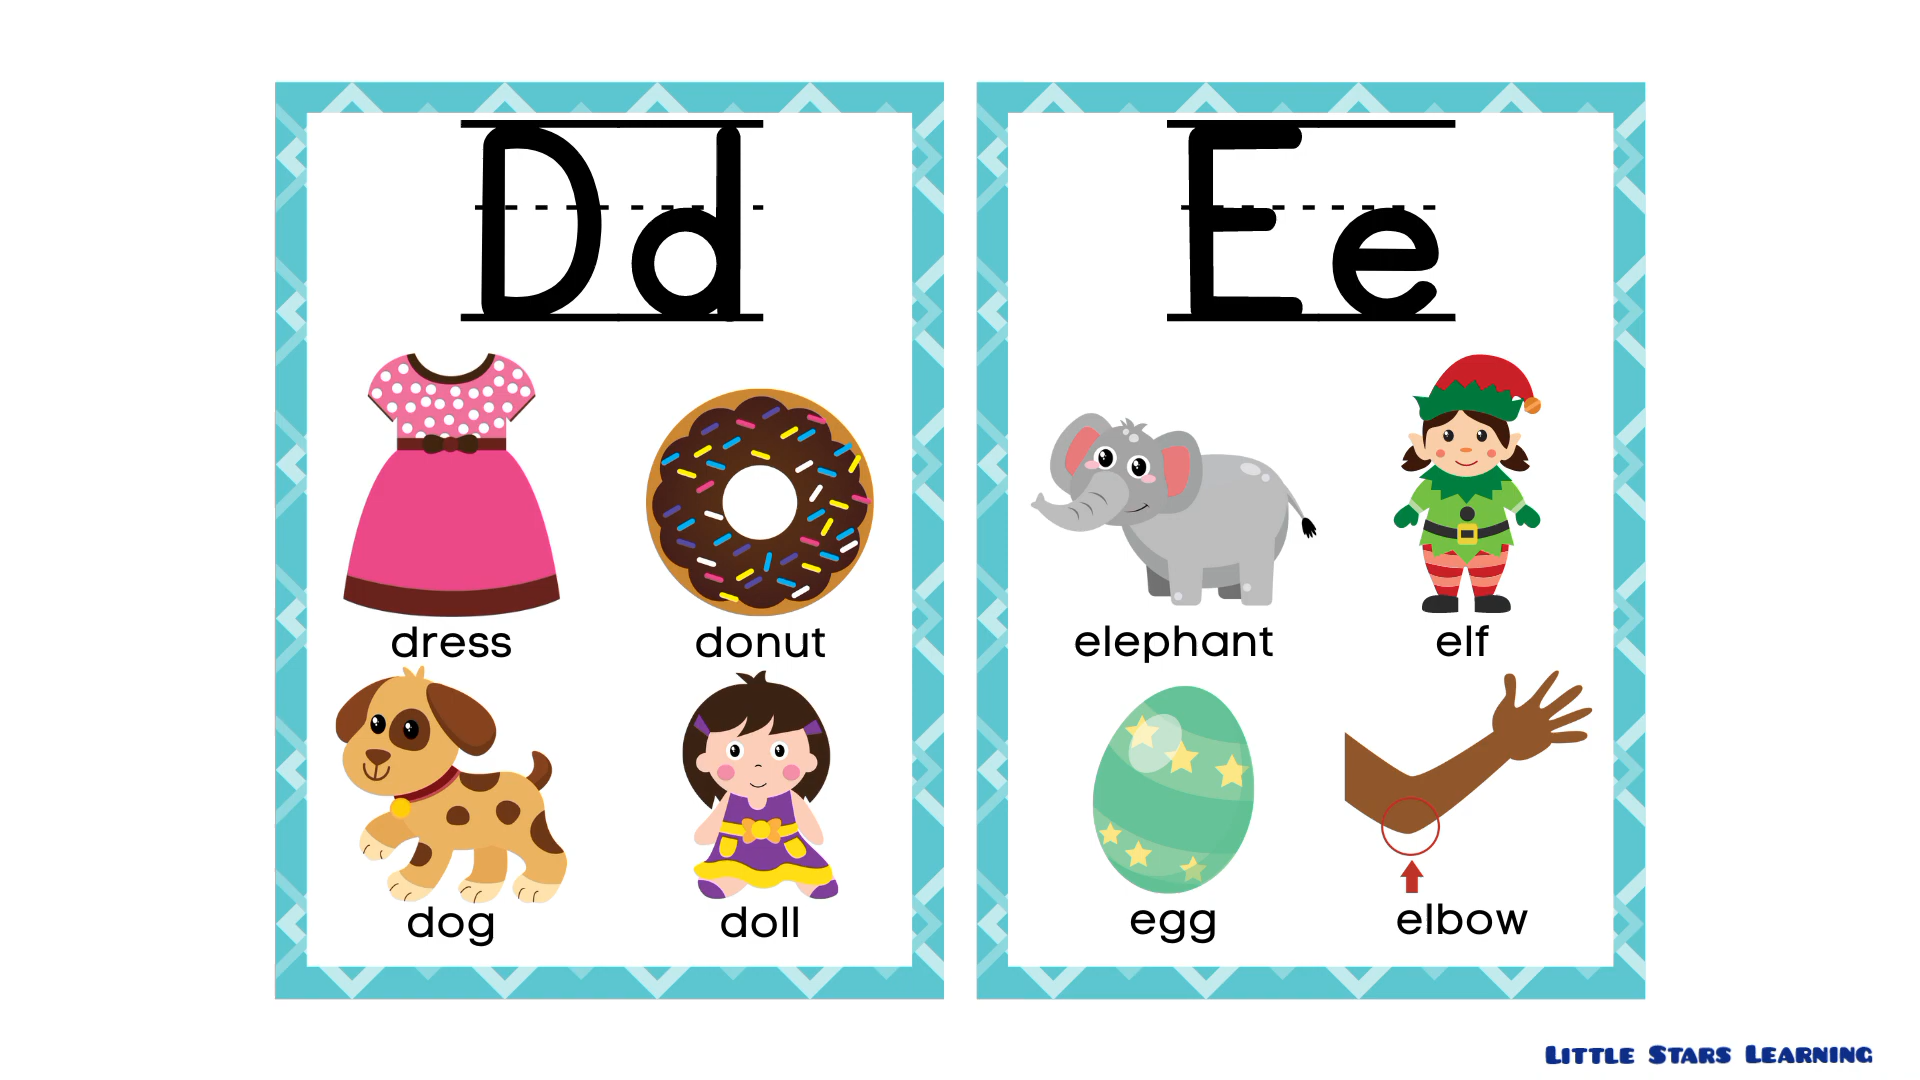 Dd
dress donut
dog doll
Ee
elephant elf
egg elbow
Little Stars Learning